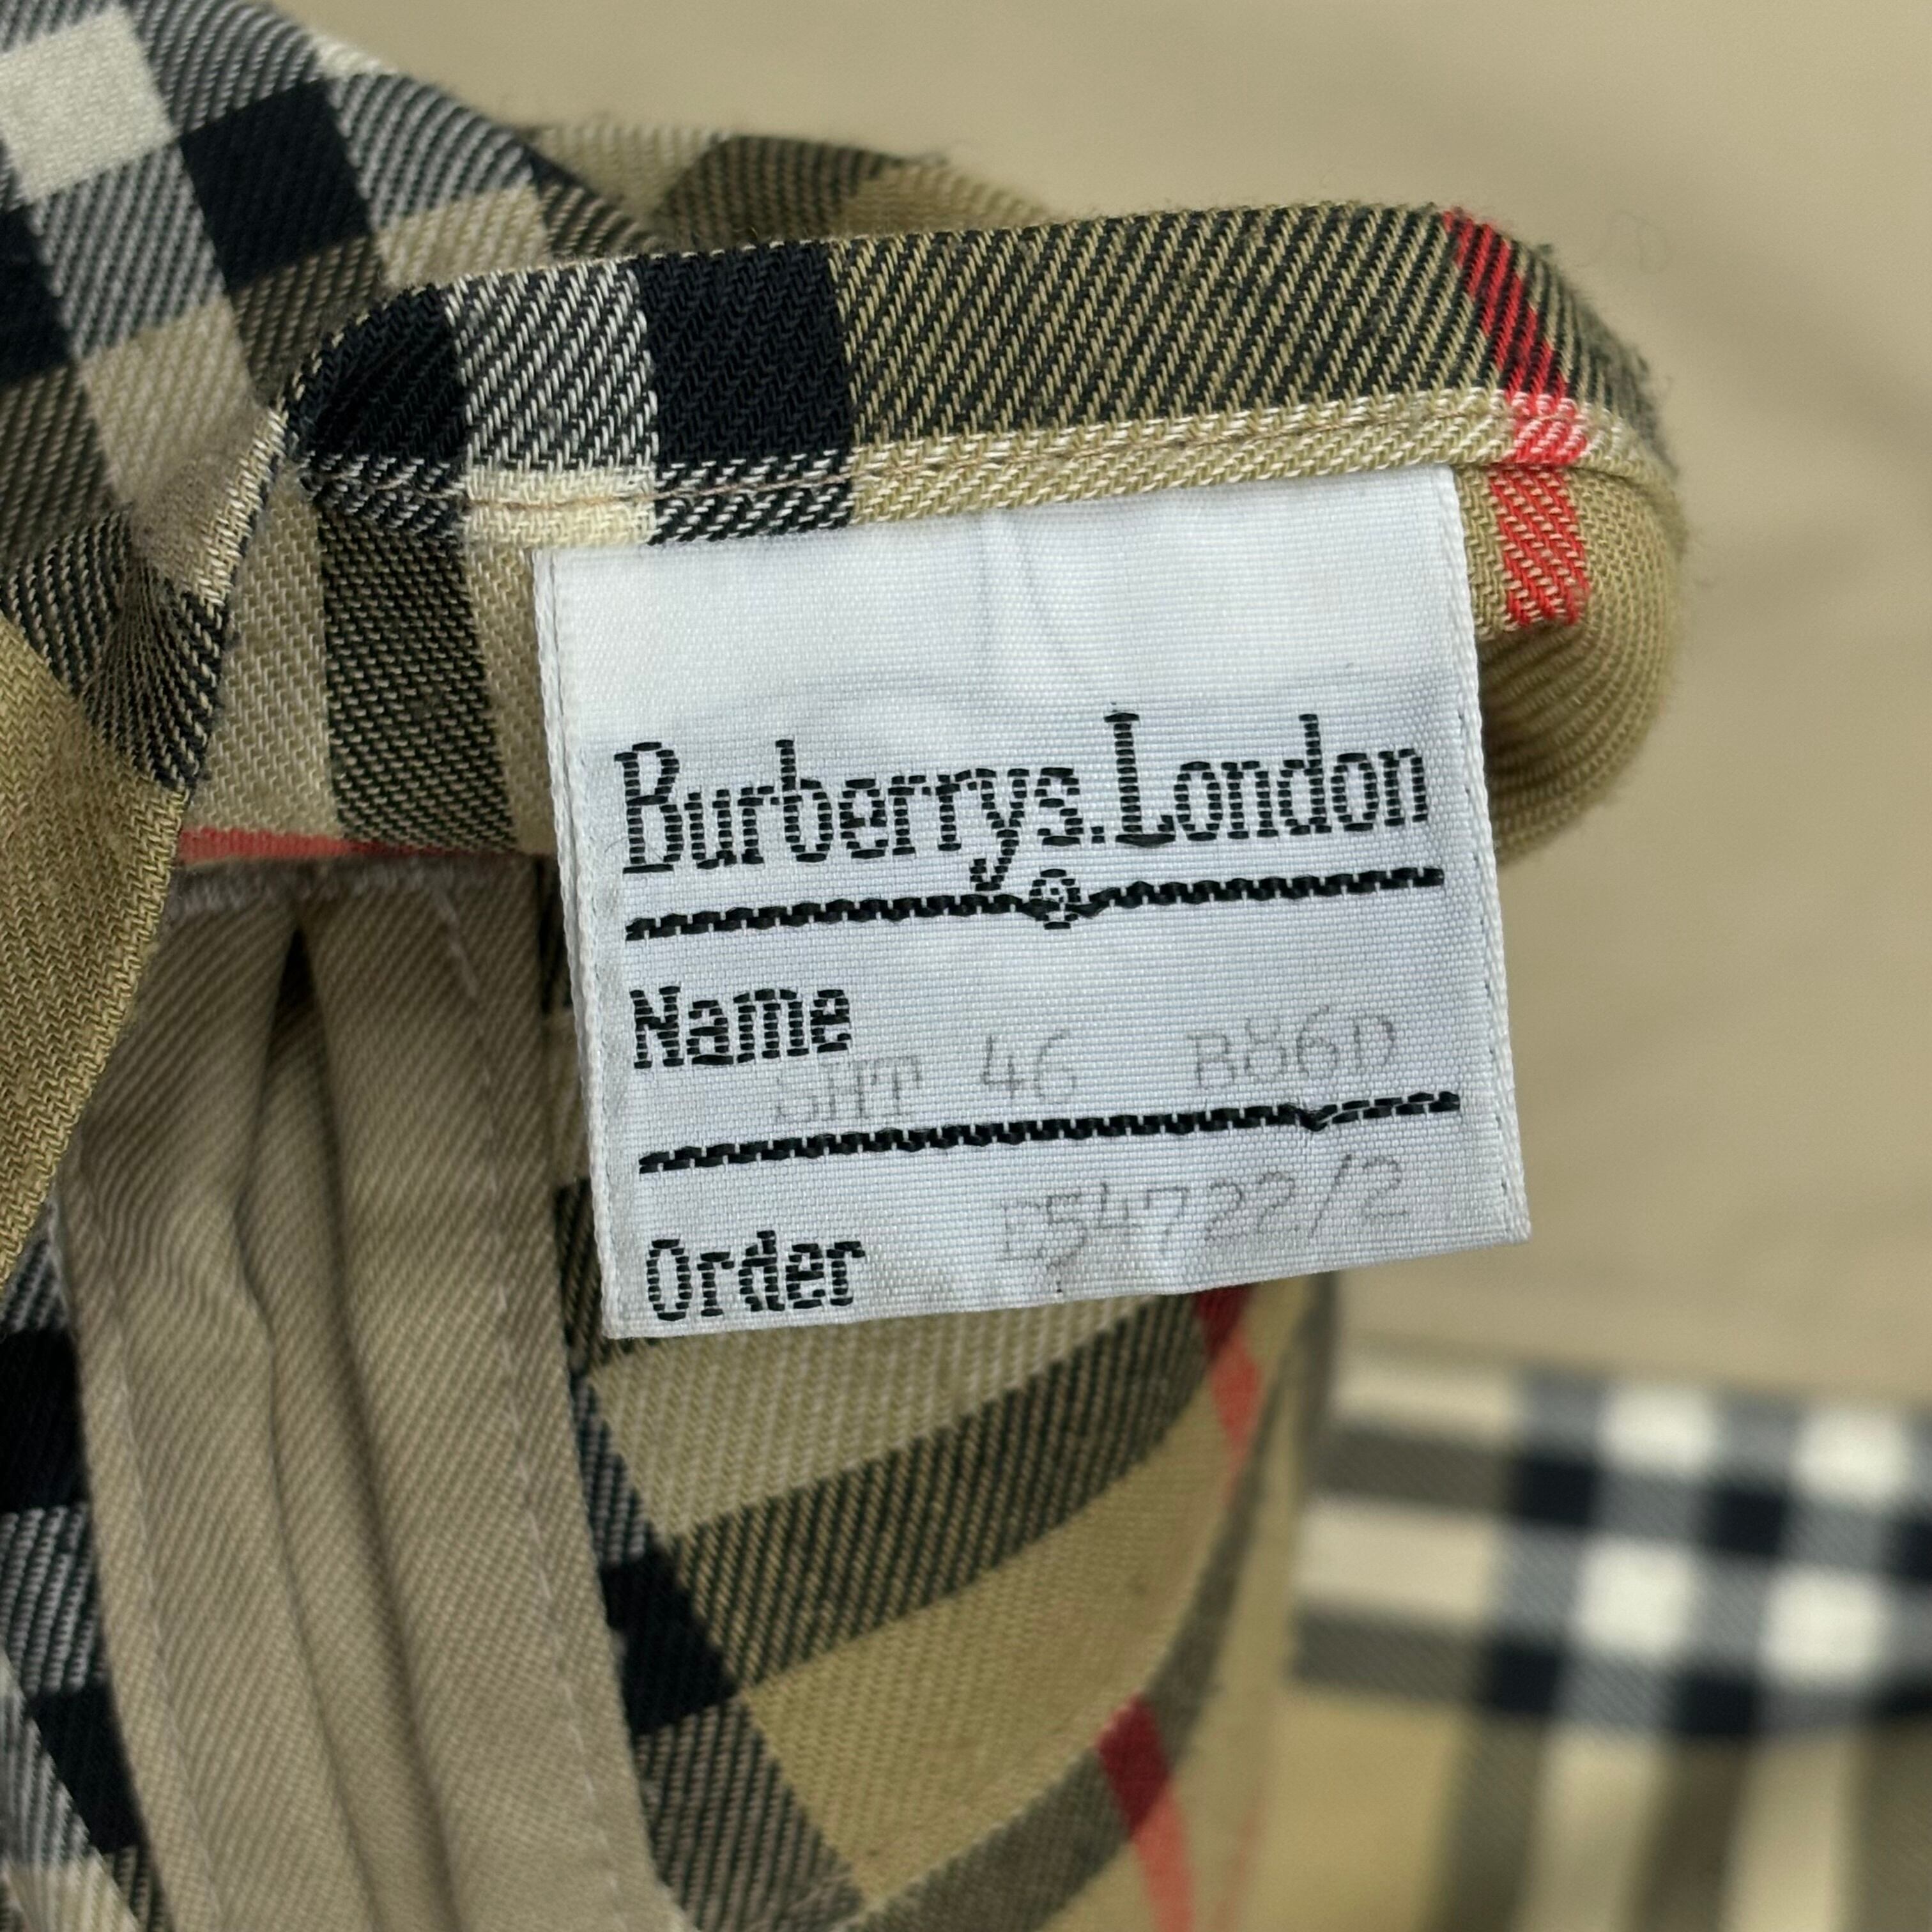 Burberrys. London
Name
SHT 46 B86D
E54722/2
Order